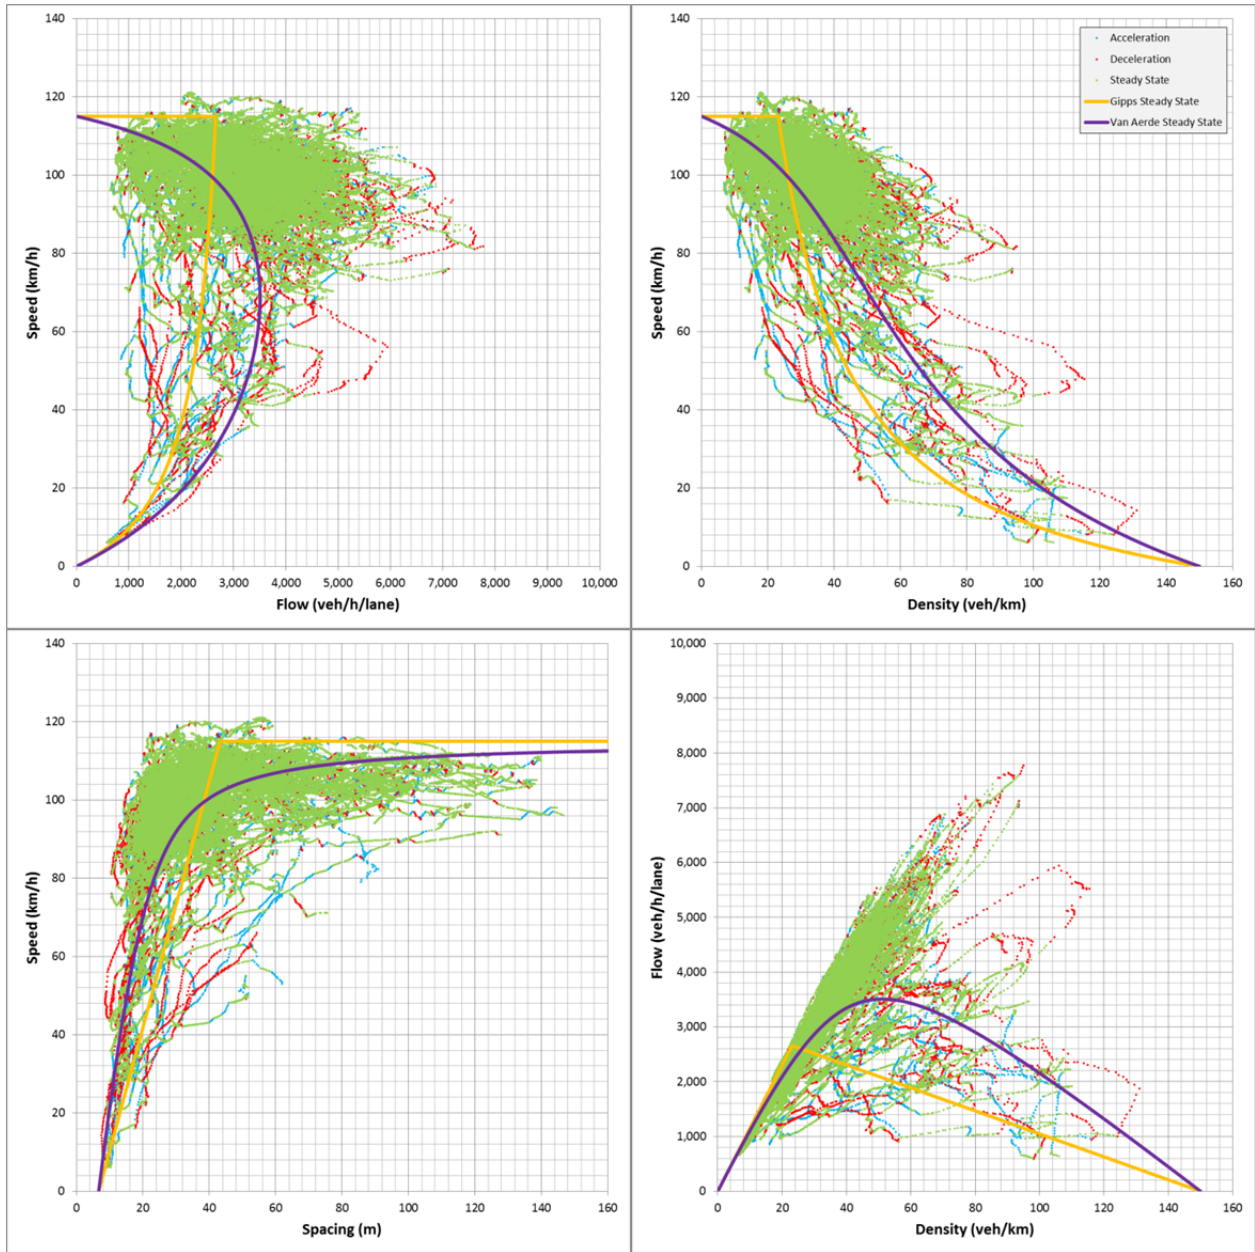 140
120
100
80
60
40
20
0
Speed (km/h)
0 1,000 2,000 3,000 4,000 5,000 6,000 7,000 8,000 9,000 10,000
Flow (veh/h/lane)
140
120
100
80
60
40
20
0
Speed (km/h)
Acceleration
Deceleration
Steady State
Gipps Steady State
Van Aerde Steady State
0 20 40 60 80 100 120 140 160
Density (veh/km)
140
120
100
80
60
40
20
0
Speed (km/h)
0 20 40 60 80 100 120 140 160
Spacing (m)
10,000
9,000
8,000
7,000
6,000
5,000
4,000
3,000
2,000
1,000
0
Flow (veh/h/lane)
0 20 40 60 80 100 120 140 160
Density (veh/km)